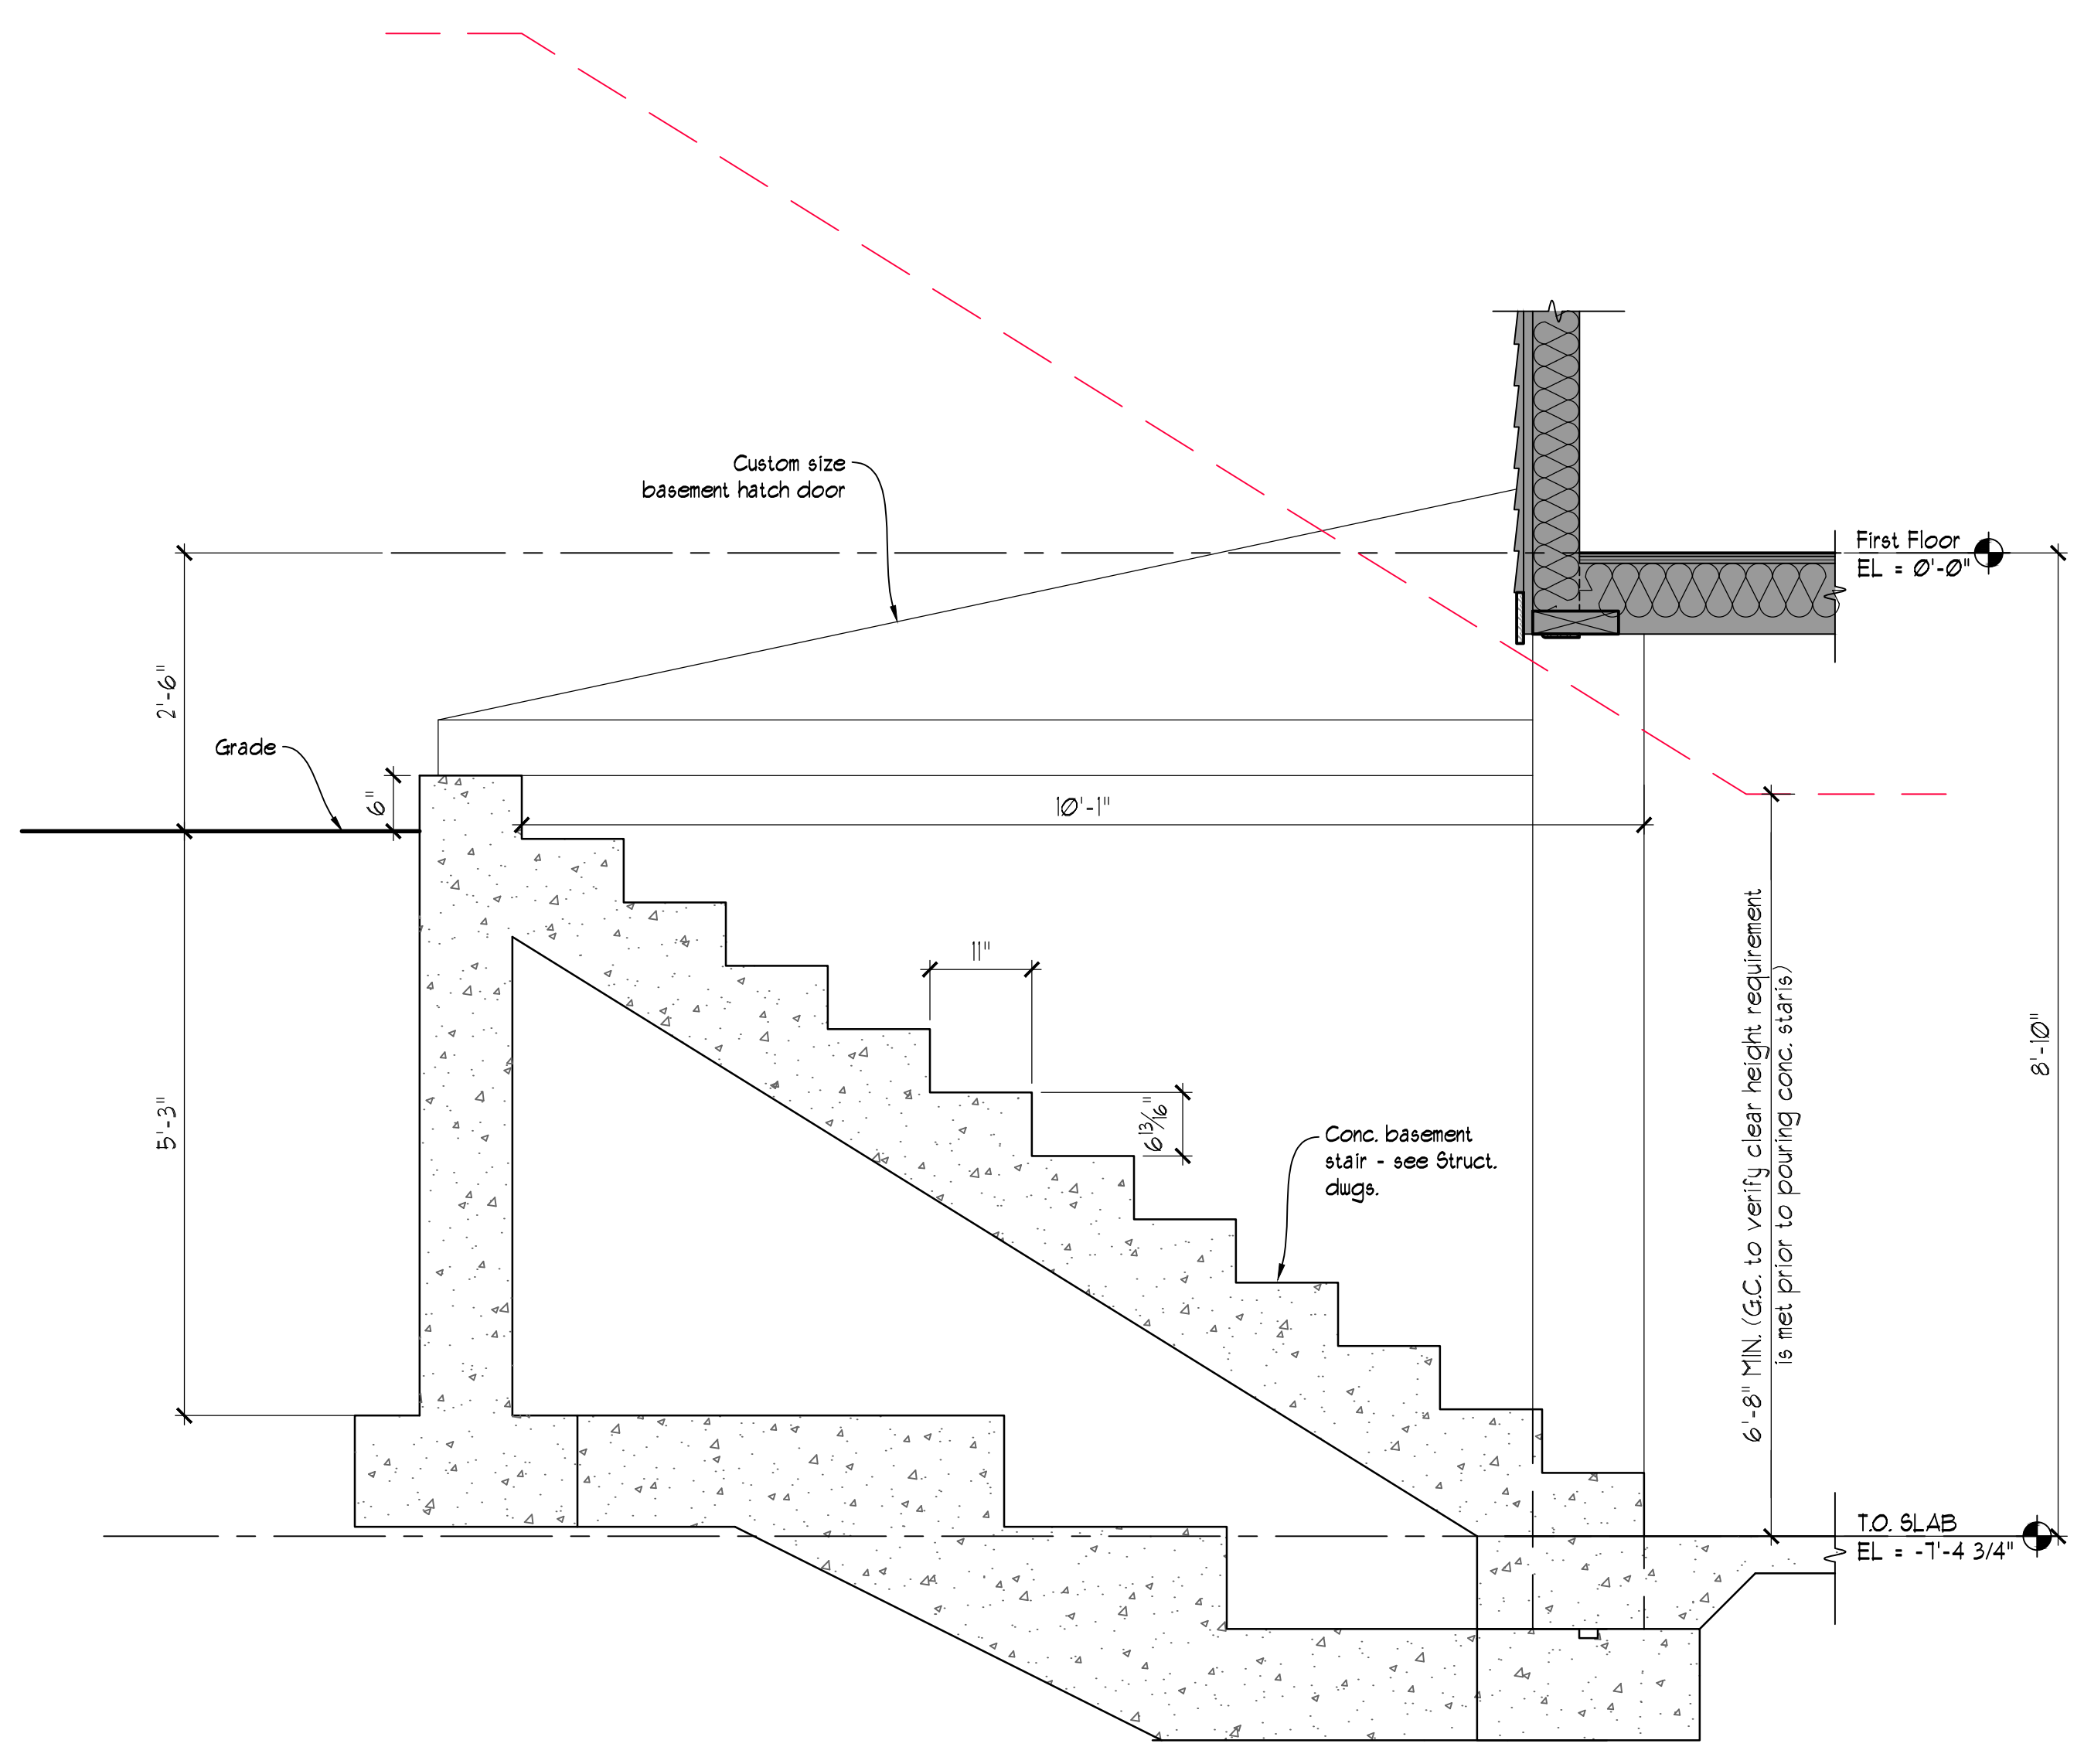 Custom size
basement hatch door
First Floor
EL = Ø'-Ø"
2'-6"
Grade
6"
1Ø'-1"
11"
6 13/16"
5'-3"
Conc. basement
stair - see Struct.
dwgs.
6'-8" MIN. (G.C. to verify clear height requirement
is met prior to pouring conc. staris)
8'-1Ø"
T.O. SLAB
EL = -7'-4 3/4"